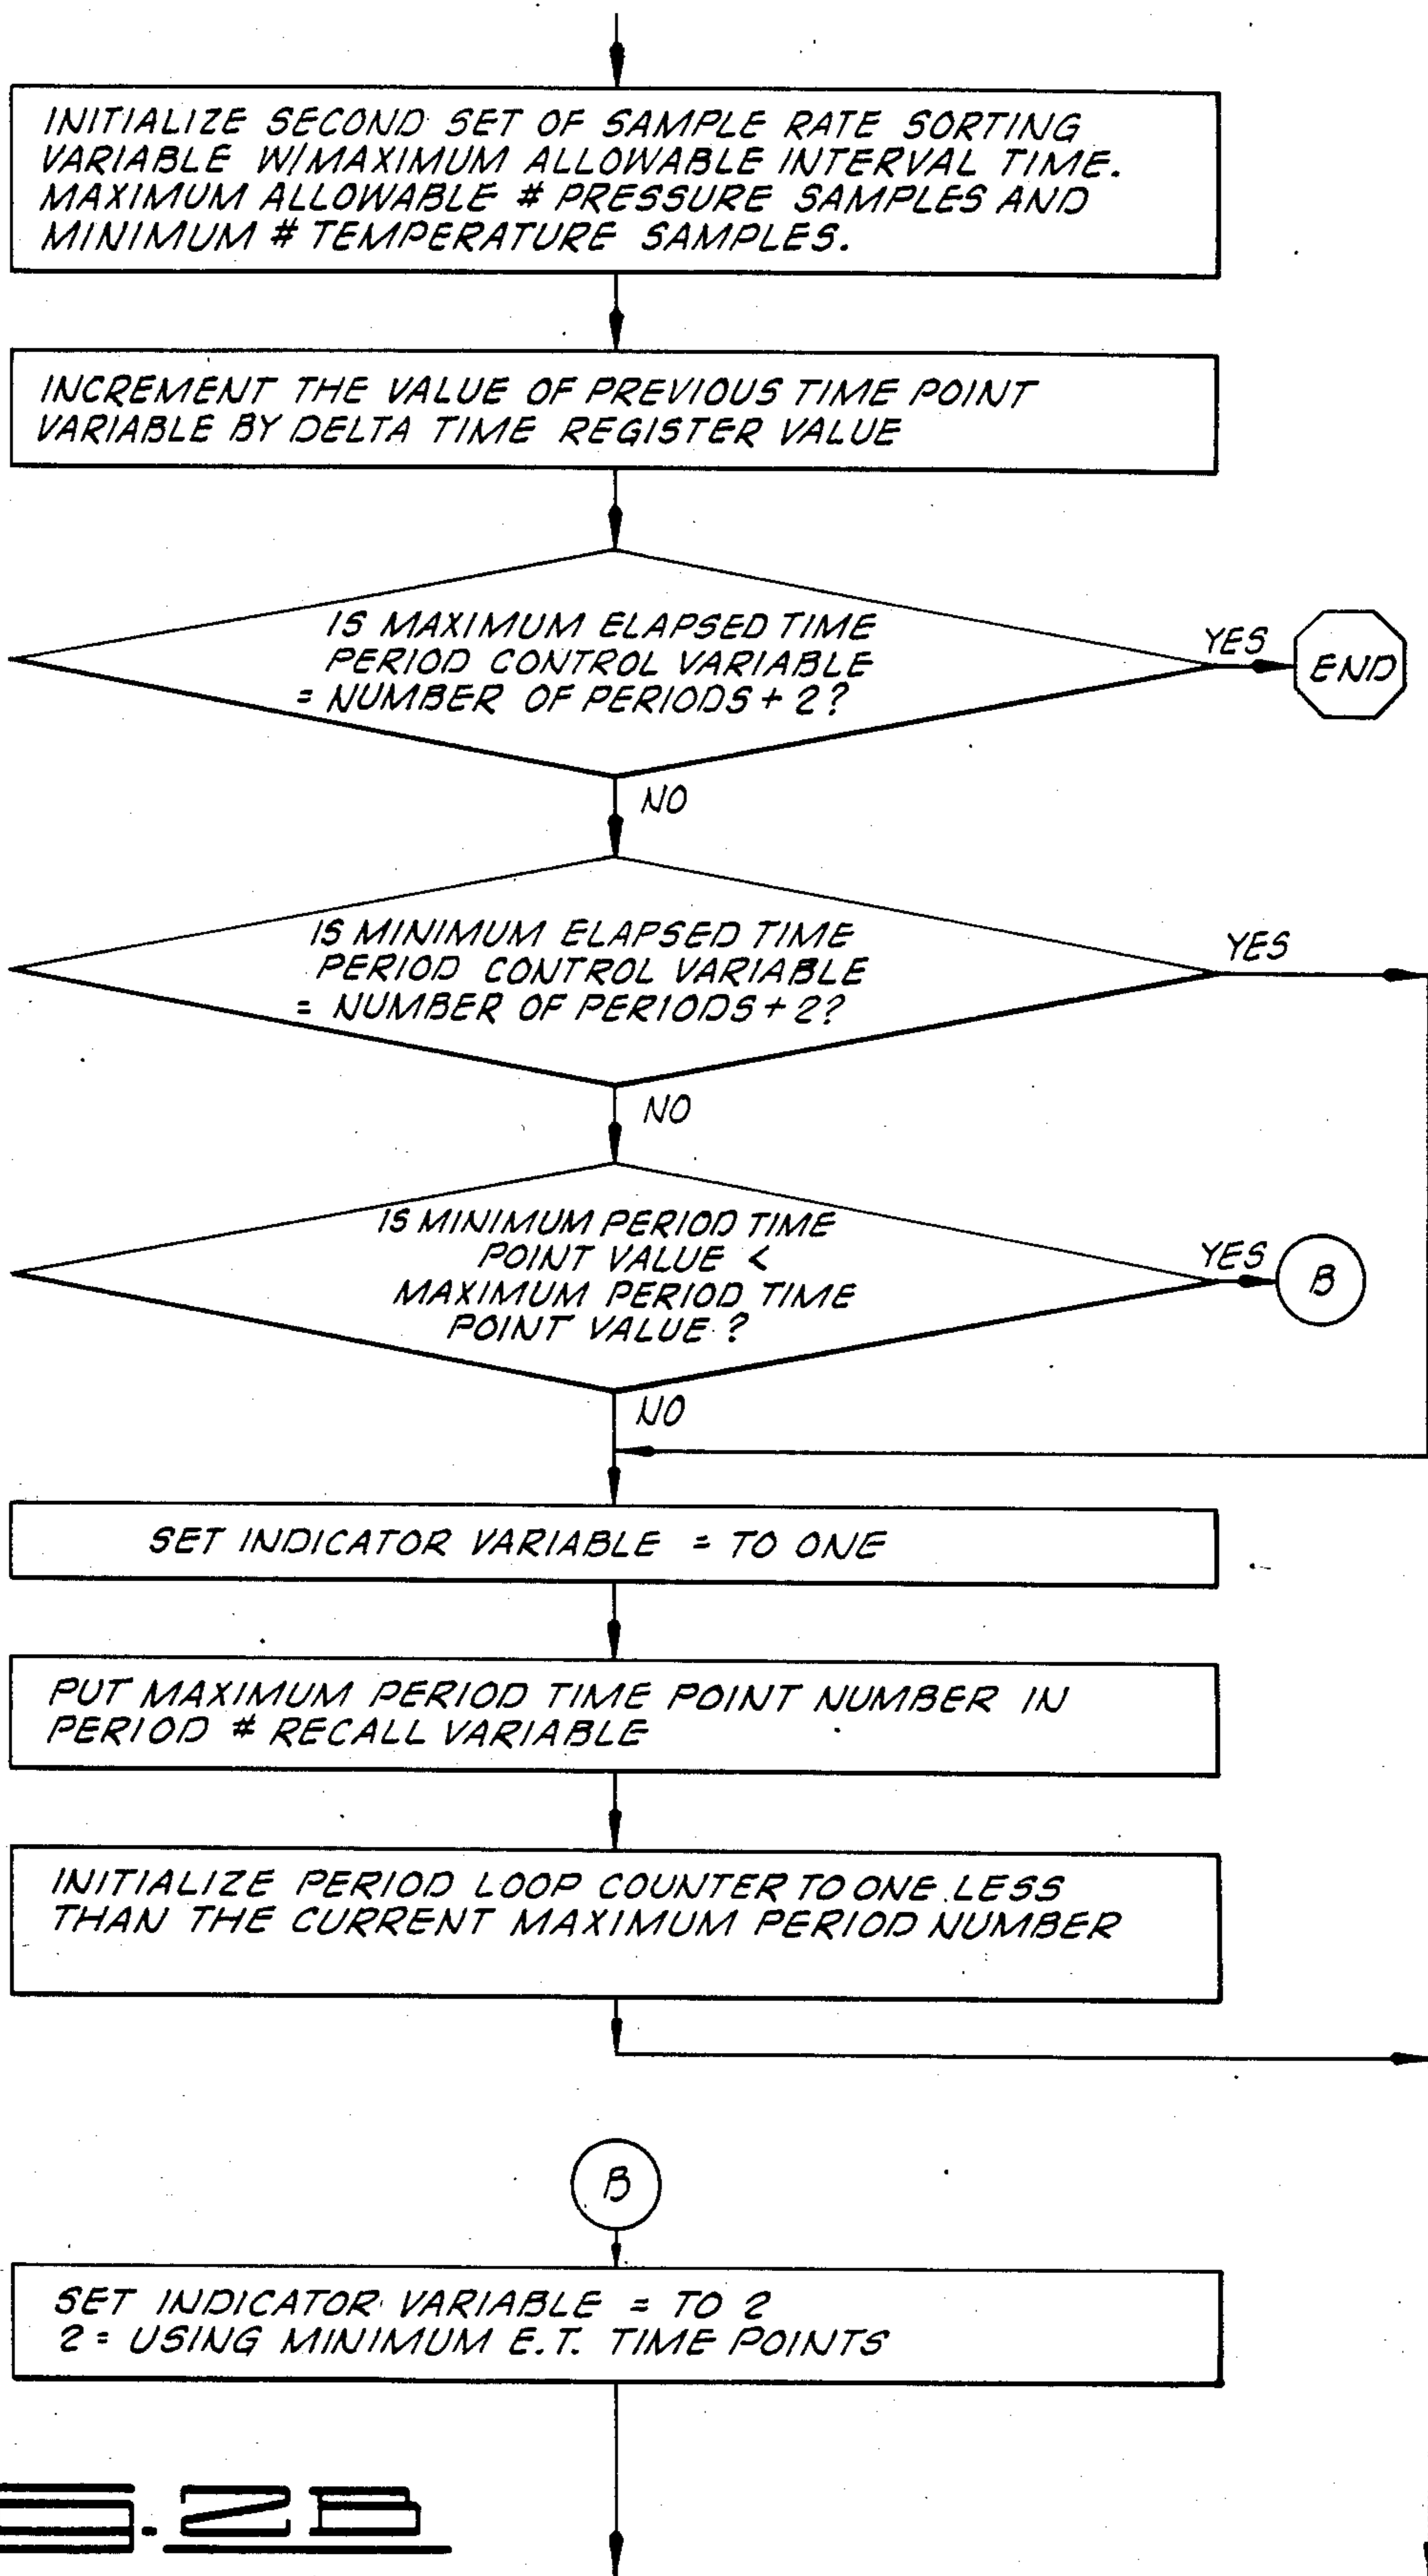 INITIALIZE SECOND SET OF SAMPLE RATE SORTING
VARIABLE W/MAXIMUM ALLOWABLE INTERVAL TIME.
MAXIMUM ALLOWABLE # PRESSURE SAMPLES AND
MINIMUM # TEMPERATURE SAMPLES.
INCREMENT THE VALUE OF PREVIOUS TIME POINT
VARIABLE BY DELTA TIME REGISTER VALUE
IS MAXIMUM ELAPSED TIME
PERIOD CONTROL VARIABLE
= NUMBER OF PERIODS + 2?
YES
END
NO
IS MINIMUM ELAPSED TIME
PERIOD CONTROL VARIABLE
= NUMBER OF PERIODS + 2?
YES
NO
IS MINIMUM PERIOD TIME
POINT VALUE <
MAXIMUM PERIOD TIME
POINT VALUE ?
YES
B
NO
SET INDICATOR VARIABLE = TO ONE
PUT MAXIMUM PERIOD TIME POINT NUMBER IN
PERIOD # RECALL VARIABLE
INITIALIZE PERIOD LOOP COUNTER TO ONE LESS
THAN THE CURRENT MAXIMUM PERIOD NUMBER
B
SET INDICATOR VARIABLE = TO 2
2 = USING MINIMUM E.T. TIME POINTS
. 2B